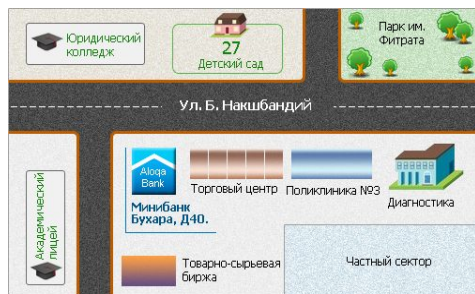 Юридический
колледж
27
Детский сад
Парк им.
Фитрата
Ул. Б. Накшбандий
Академический
лицей
Aloqa
Bank
Минибанк
Бухара, Д40.
Торговый центр
Поликлиника №3
Диагностика
Товарно-сырьевая
биржа
Частный сектор